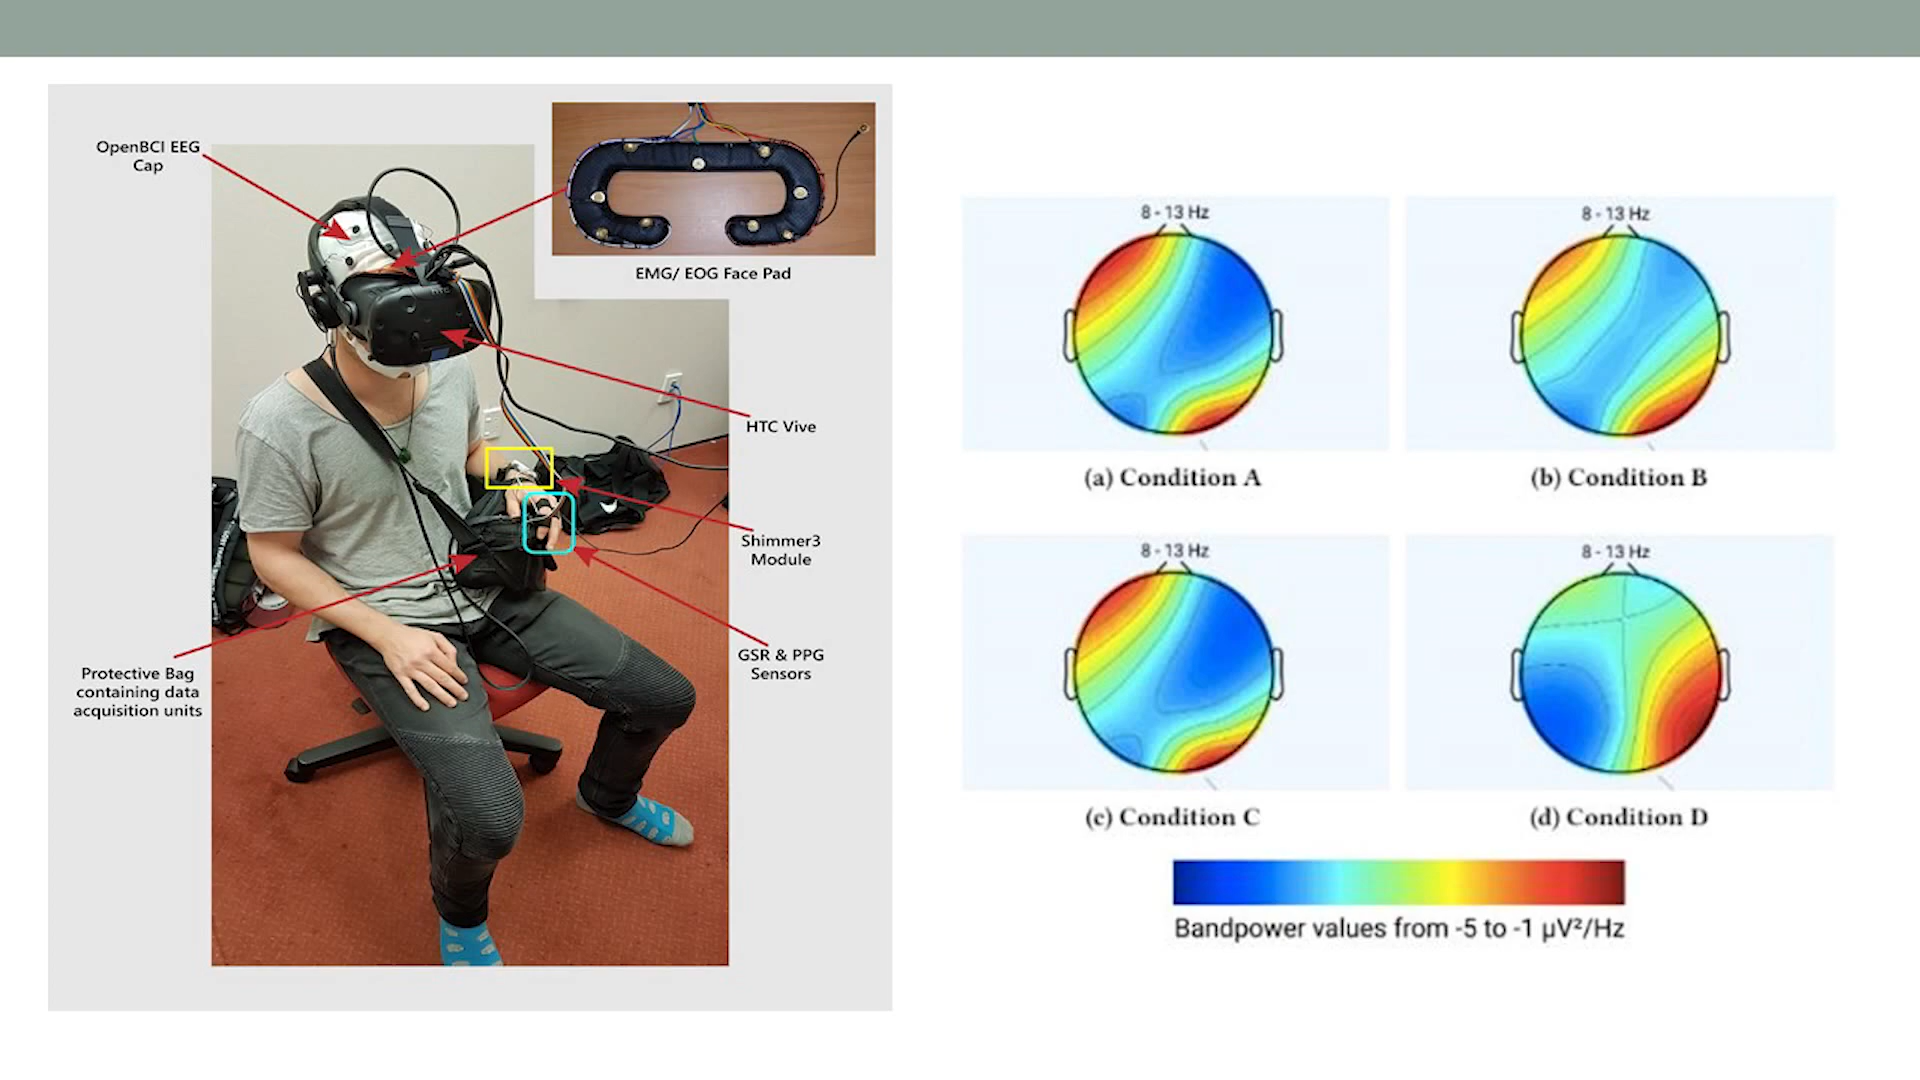 OpenBCI EEG
Cap
EMG/ EOG Face Pad
HTC Vive
Shimmer3
Module
GSR & PPG
Sensors
Protective Bag
containing data
acquisition units
8 - 13 Hz
8 - 13 Hz
(a) Condition A
(b) Condition B
8 - 13 Hz
8 - 13 Hz
(c) Condition C
(d) Condition D
Bandpower values from -5 to -1 µV²/Hz